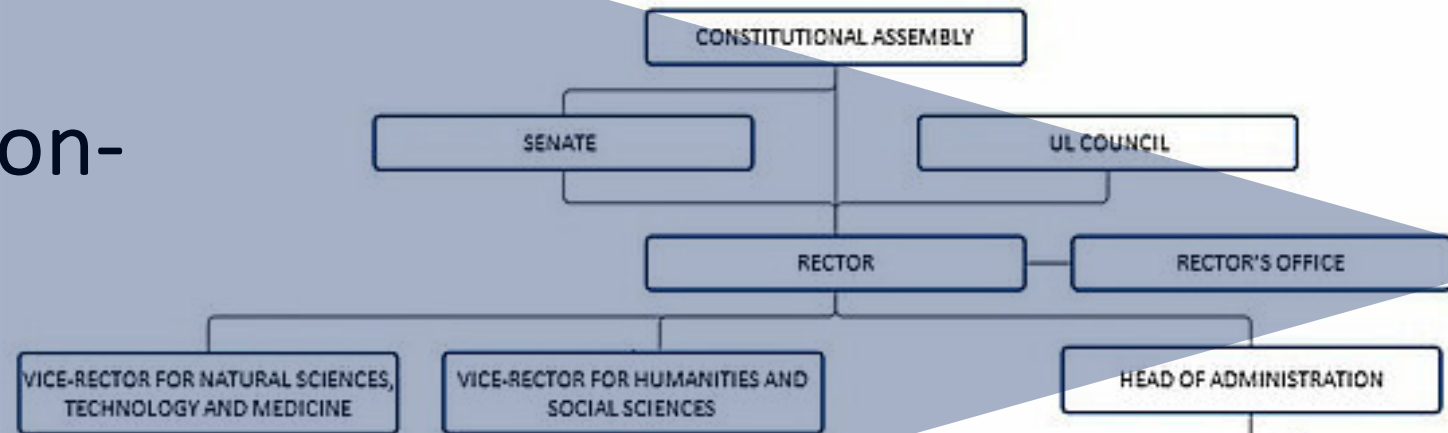 on-
CONSTITUTIONAL ASSEMBLY
SENATE
UL COUNCIL
RECTOR
RECTOR'S OFFICE
VICE-RECTOR FOR NATURAL SCIENCES,
TECHNOLOGY AND MEDICINE
VICE-RECTOR FOR HUMANITIES AND
SOCIAL SCIENCES
HEAD OF ADMINISTRATION